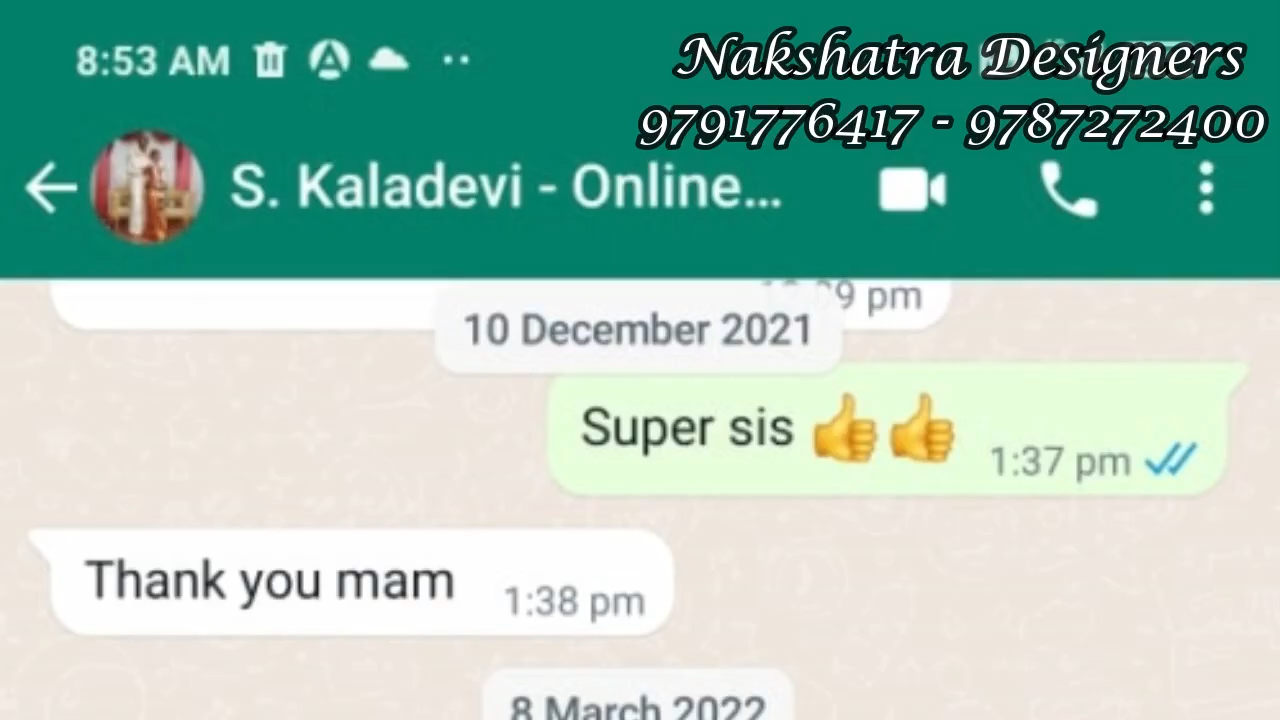 8:53 AM
Nakshatra Designers
9791776417 - 9787272400
S. Kaladevi - Online...
9 pm
10 December 2021
Super sis 👍👍
1:37 pm
Thank you mam
1:38 pm
8 March 2022